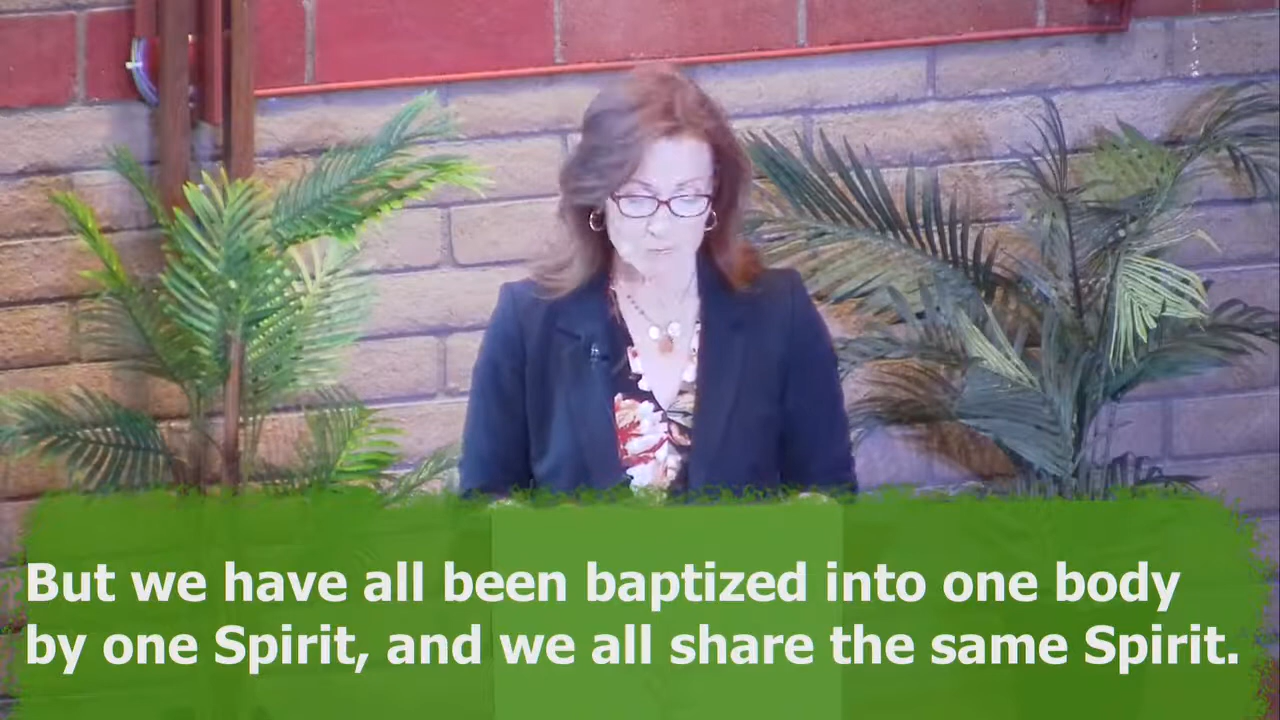 But we have all been baptized into one body
by one Spirit, and we all share the same Spirit.